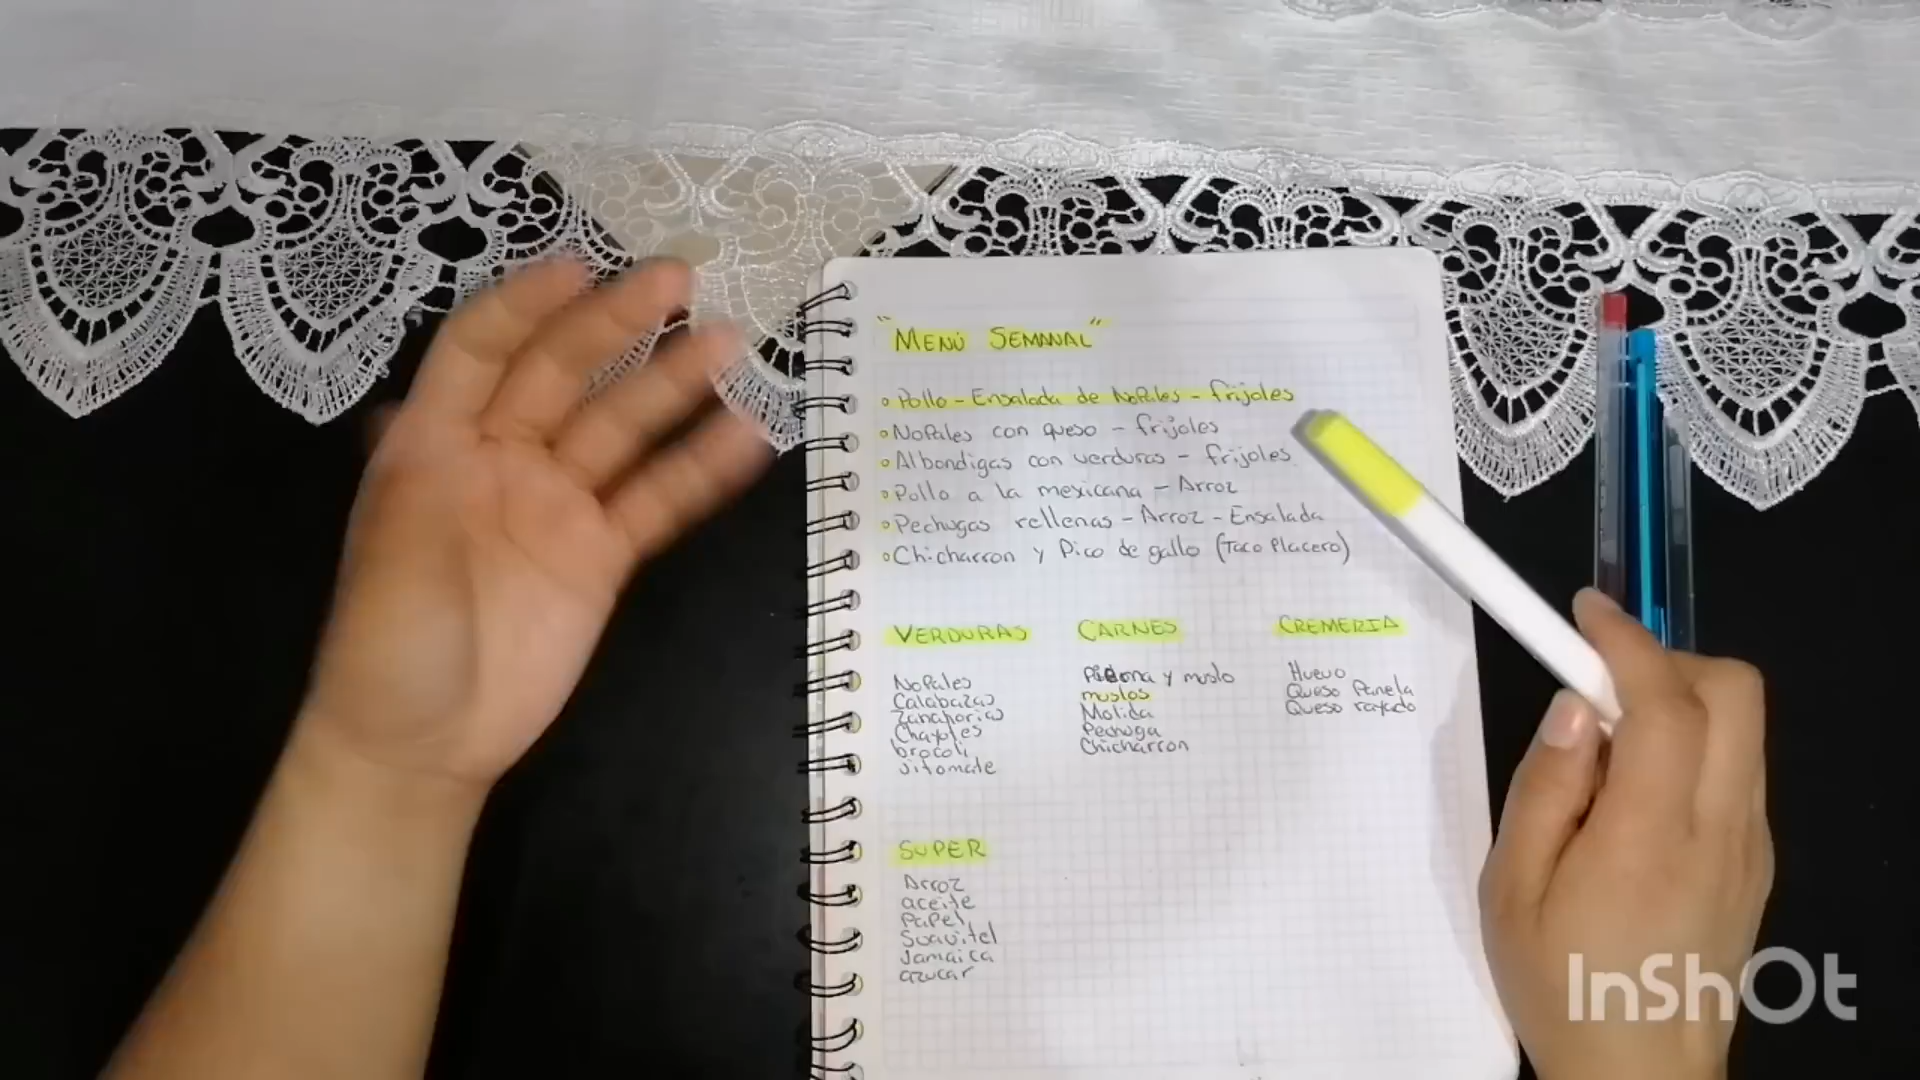 "MENÚ SEMANAL"
Pollo - Ensalada de Nopales - frijoles
Nopales con queso - frijoles
Albondigas con verduras - frijoles
Pollo a la mexicana - Arroz
Pechugas rellenas - Arroz - Ensalada
Chicharron y Pico de gallo (Taco Placero)
VERDURAS
Nopales
Calabazas
Zanahorias
Chayotes
brocoli
Jitomate
CARNES
Pierna y muslo
muslos
Molida
Pechuga
Chicharron
CREMERIA
Huevo
Queso Panela
Queso rayado
SUPER
Arroz
aceite
Papel
Suavitel
Jamaica
azucar
InShOt